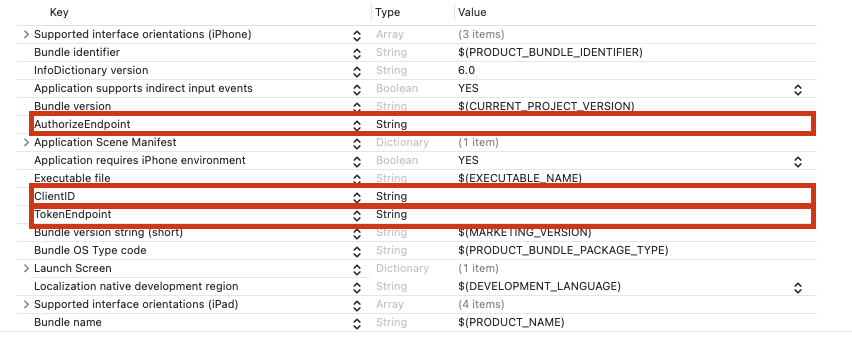 Key Type Value
Supported interface orientations (iPhone) Array (3 items)
Bundle identifier String $(PRODUCT_BUNDLE_IDENTIFIER)
InfoDictionary version String 6.0
Application supports indirect input events Boolean YES
Bundle version String $(CURRENT_PROJECT_VERSION)
AuthorizeEndpoint String
Application Scene Manifest Dictionary (1 item)
Application requires iPhone environment Boolean YES
Executable file String $(EXECUTABLE_NAME)
ClientID String
TokenEndpoint String
Bundle version string (short) String $(MARKETING_VERSION)
Bundle OS Type code String $(PRODUCT_BUNDLE_PACKAGE_TYPE)
Launch Screen Dictionary (1 item)
Localization native development region String $(DEVELOPMENT_LANGUAGE)
Supported interface orientations (iPad) Array (4 items)
Bundle name String $(PRODUCT_NAME)